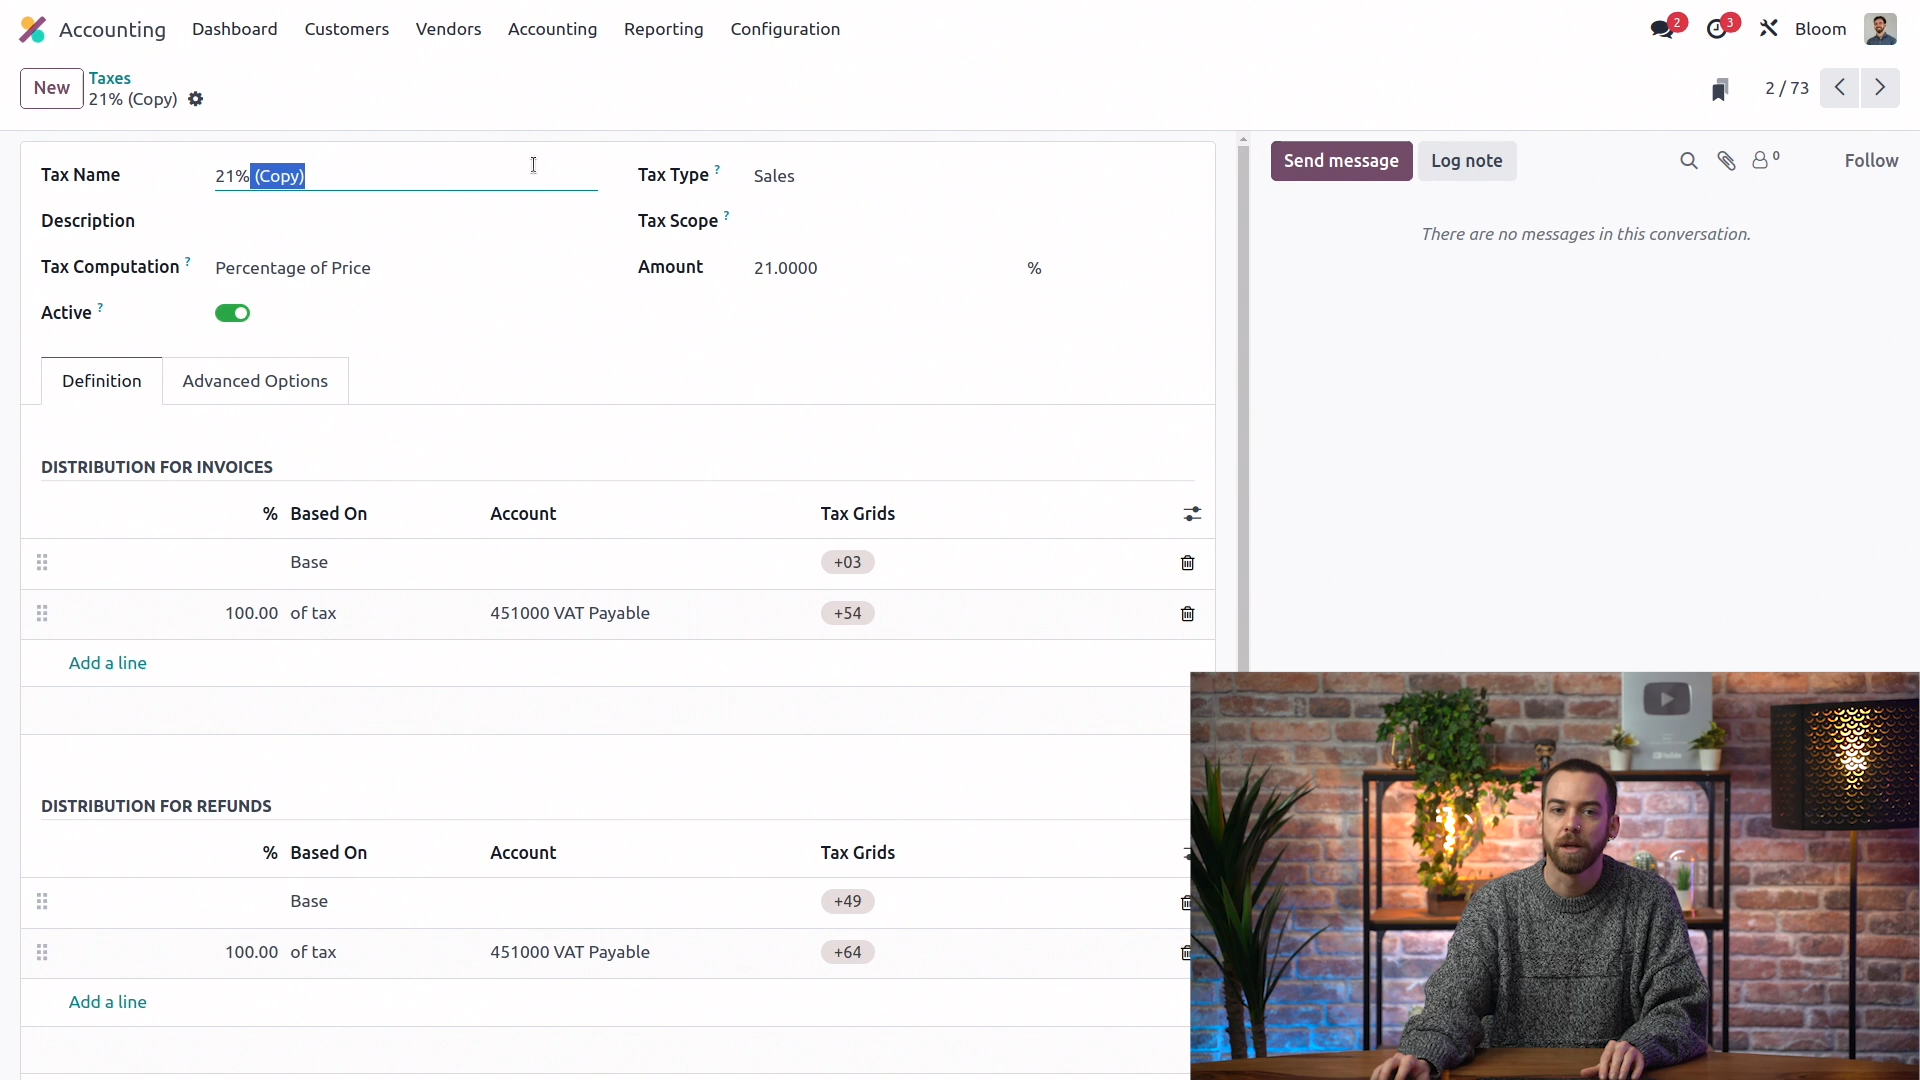 Accounting Dashboard Customers Vendors Accounting Reporting Configuration 2 3 Bloom
New Taxes 2 / 73
21% (Copy)
Tax Name 21% (Copy) Tax Type ? Sales
Description Tax Scope ?
Tax Computation ? Percentage of Price Amount 21.0000 %
Active ?
Send message Log note 0 Follow
There are no messages in this conversation.
Definition Advanced Options
DISTRIBUTION FOR INVOICES
% Based On Account Tax Grids
Base +03
100.00 of tax 451000 VAT Payable +54
Add a line
DISTRIBUTION FOR REFUNDS
% Based On Account Tax Grids
Base +49
100.00 of tax 451000 VAT Payable +64
Add a line